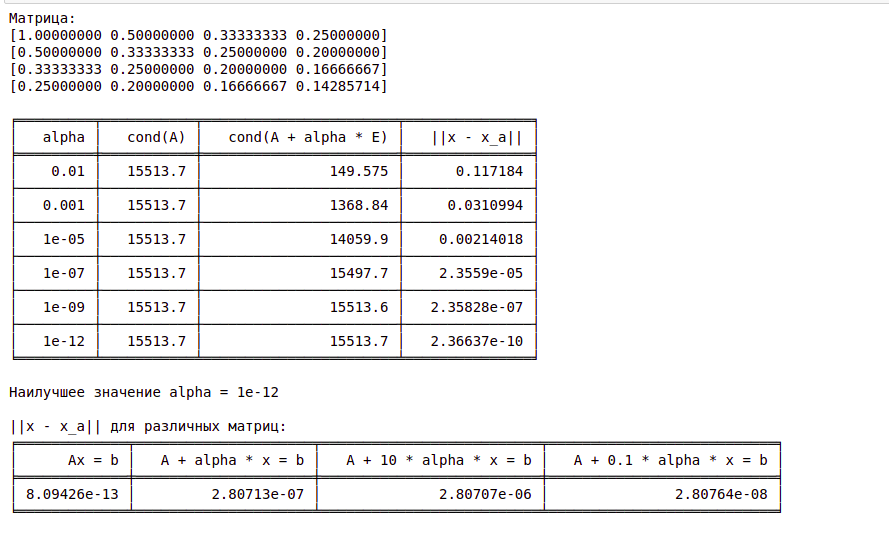 Матрица:
[1.00000000 0.50000000 0.33333333 0.25000000]
[0.50000000 0.33333333 0.25000000 0.20000000]
[0.33333333 0.25000000 0.20000000 0.16666667]
[0.25000000 0.20000000 0.16666667 0.14285714]
alpha cond(A) cond(A + alpha * E) ||x - x_a||
0.01 15513.7 149.575 0.117184
0.001 15513.7 1368.84 0.0310994
1e-05 15513.7 14059.9 0.00214018
1e-07 15513.7 15497.7 2.3559e-05
1e-09 15513.7 15513.6 2.35828e-07
1e-12 15513.7 15513.7 2.36637e-10
Наилучшее значение alpha = 1e-12
||x - x_a|| для различных матриц:
Ax = b A + alpha * x = b A + 10 * alpha * x = b A + 0.1 * alpha * x = b
8.09426e-13 2.80713e-07 2.80707e-06 2.80764e-08